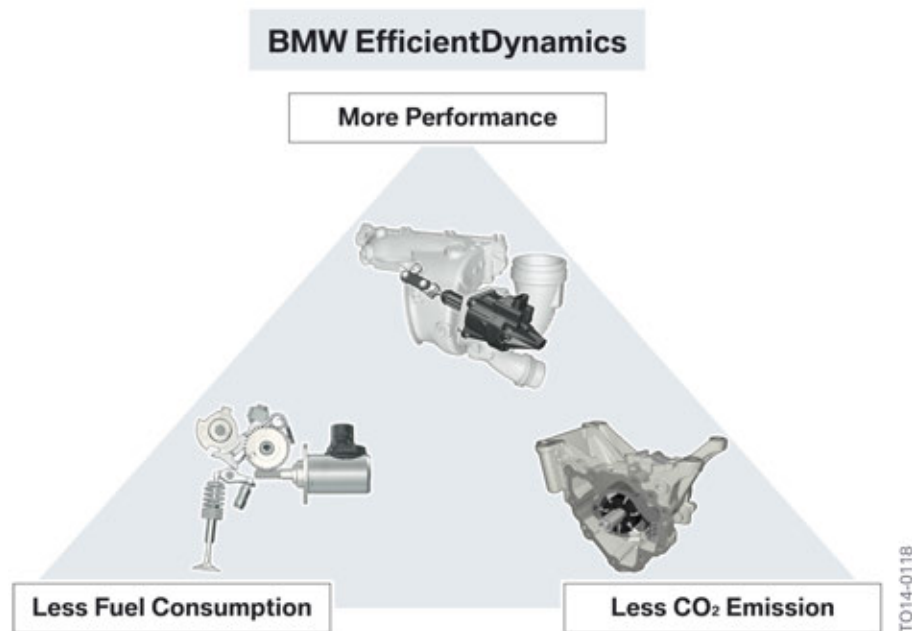 BMW EfficientDynamics
More Performance
Less Fuel Consumption
Less CO₂ Emission
TO14-0118